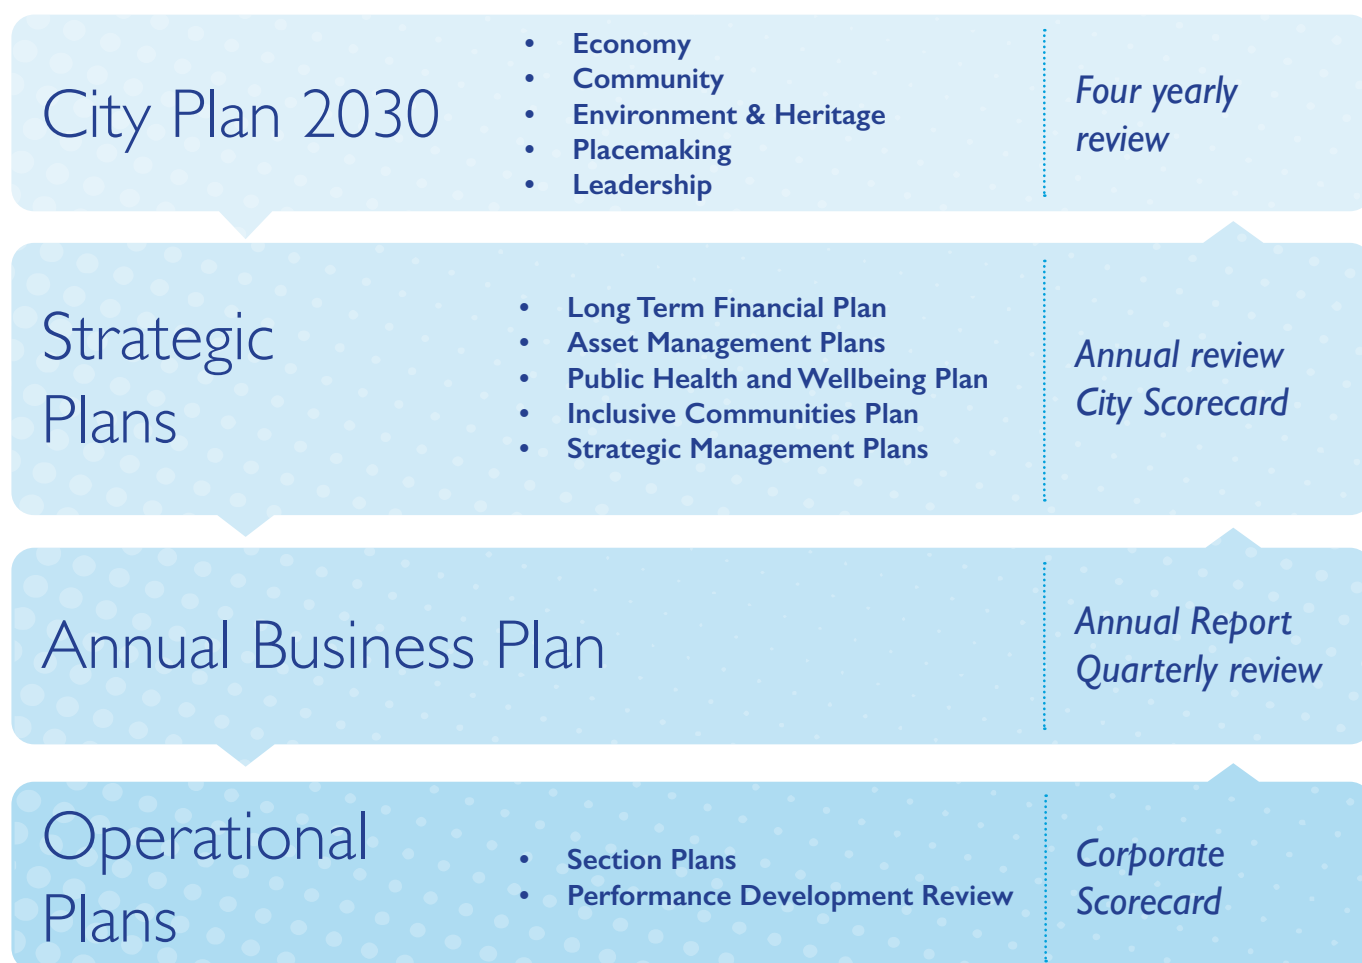 City Plan 2030
• Economy
• Community
• Environment & Heritage
• Placemaking
• Leadership
Four yearly
review
Strategic
Plans
• Long Term Financial Plan
• Asset Management Plans
• Public Health and Wellbeing Plan
• Inclusive Communities Plan
• Strategic Management Plans
Annual review
City Scorecard
Annual Business Plan
Annual Report
Quarterly review
Operational
Plans
• Section Plans
• Performance Development Review
Corporate
Scorecard